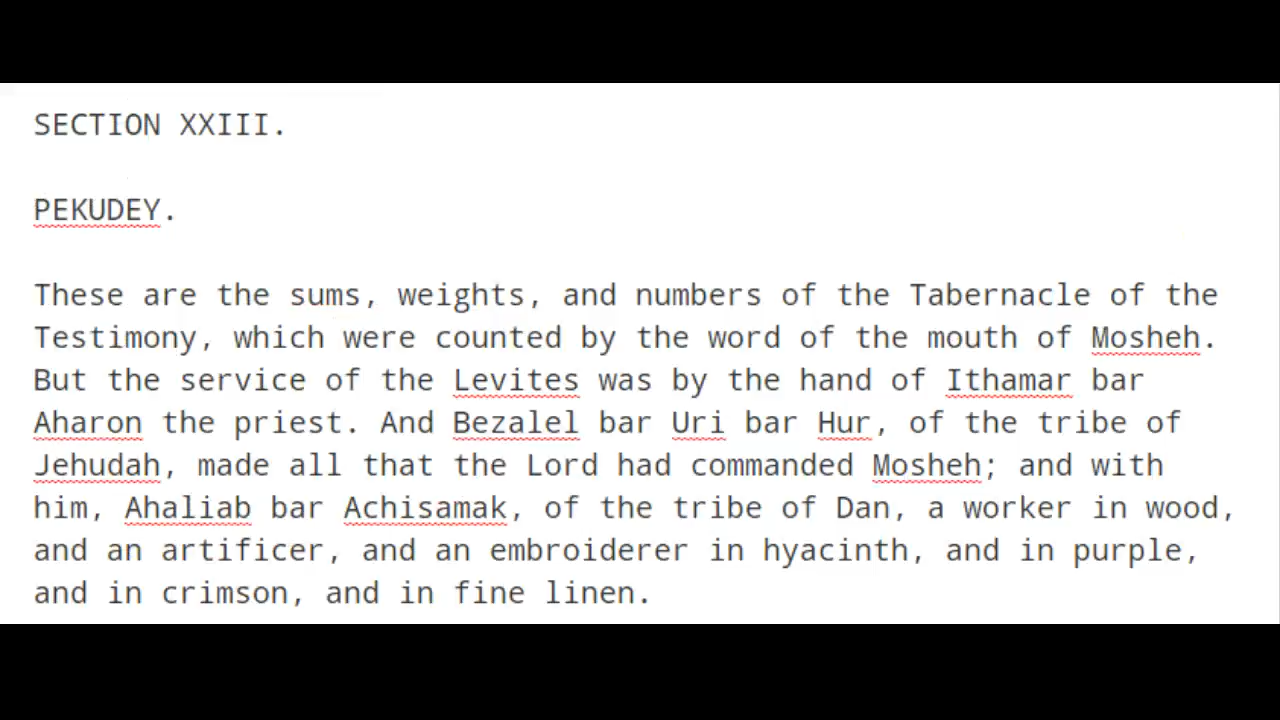 SECTION XXIII.
PEKUDEY.
These are the sums, weights, and numbers of the Tabernacle of the
Testimony, which were counted by the word of the mouth of Mosheh.
But the service of the Levites was by the hand of Ithamar bar
Aharon the priest. And Bezalel bar Uri bar Hur, of the tribe of
Jehudah, made all that the Lord had commanded Mosheh; and with
him, Ahaliab bar Achisamak, of the tribe of Dan, a worker in wood,
and an artificer, and an embroiderer in hyacinth, and in purple,
and in crimson, and in fine linen.